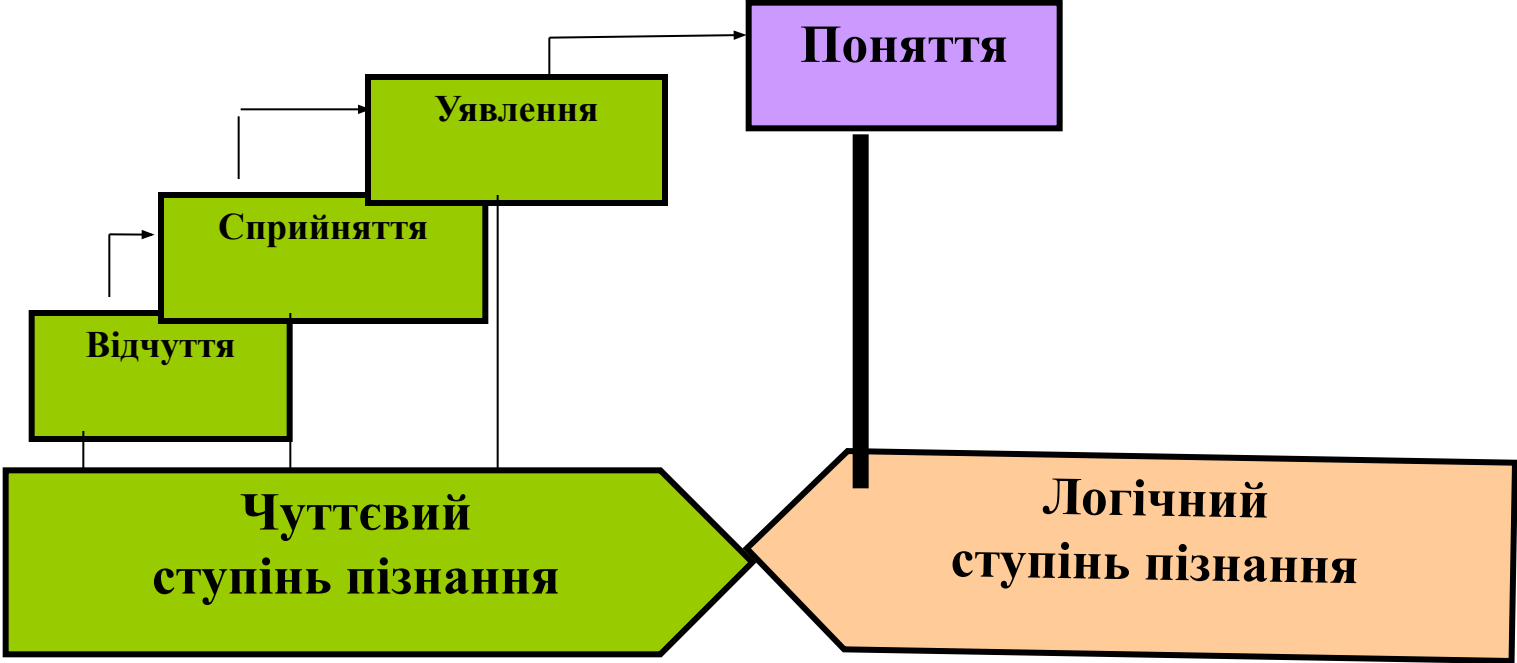 Поняття
Уявлення
Сприйняття
Відчуття
Чуттєвий
ступінь пізнання
Логічний
ступінь пізнання